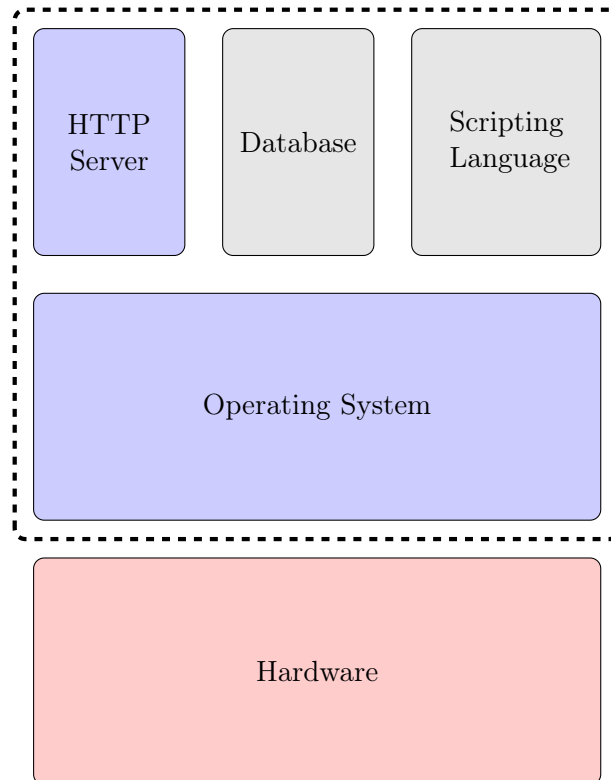 HTTP
Server
Database
Scripting
Language
Operating System
Hardware